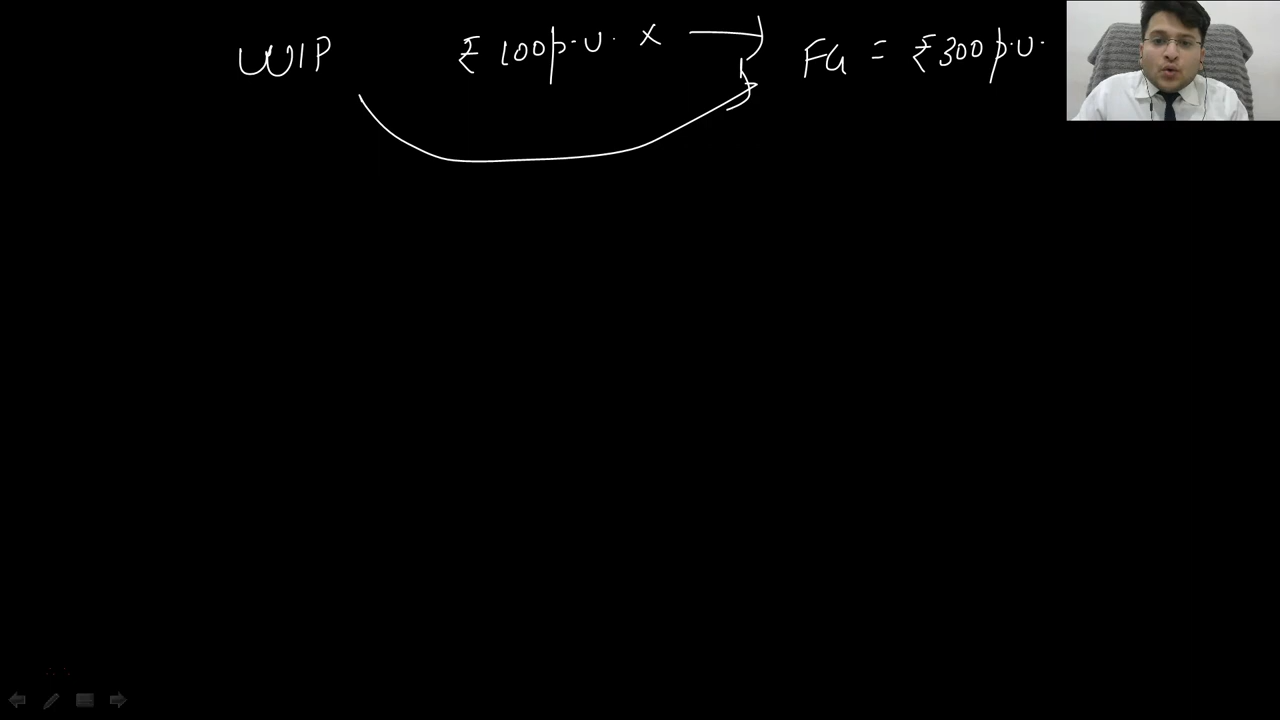 WIP ₹ 100 p.u. x → FG = ₹ 300 p.u.